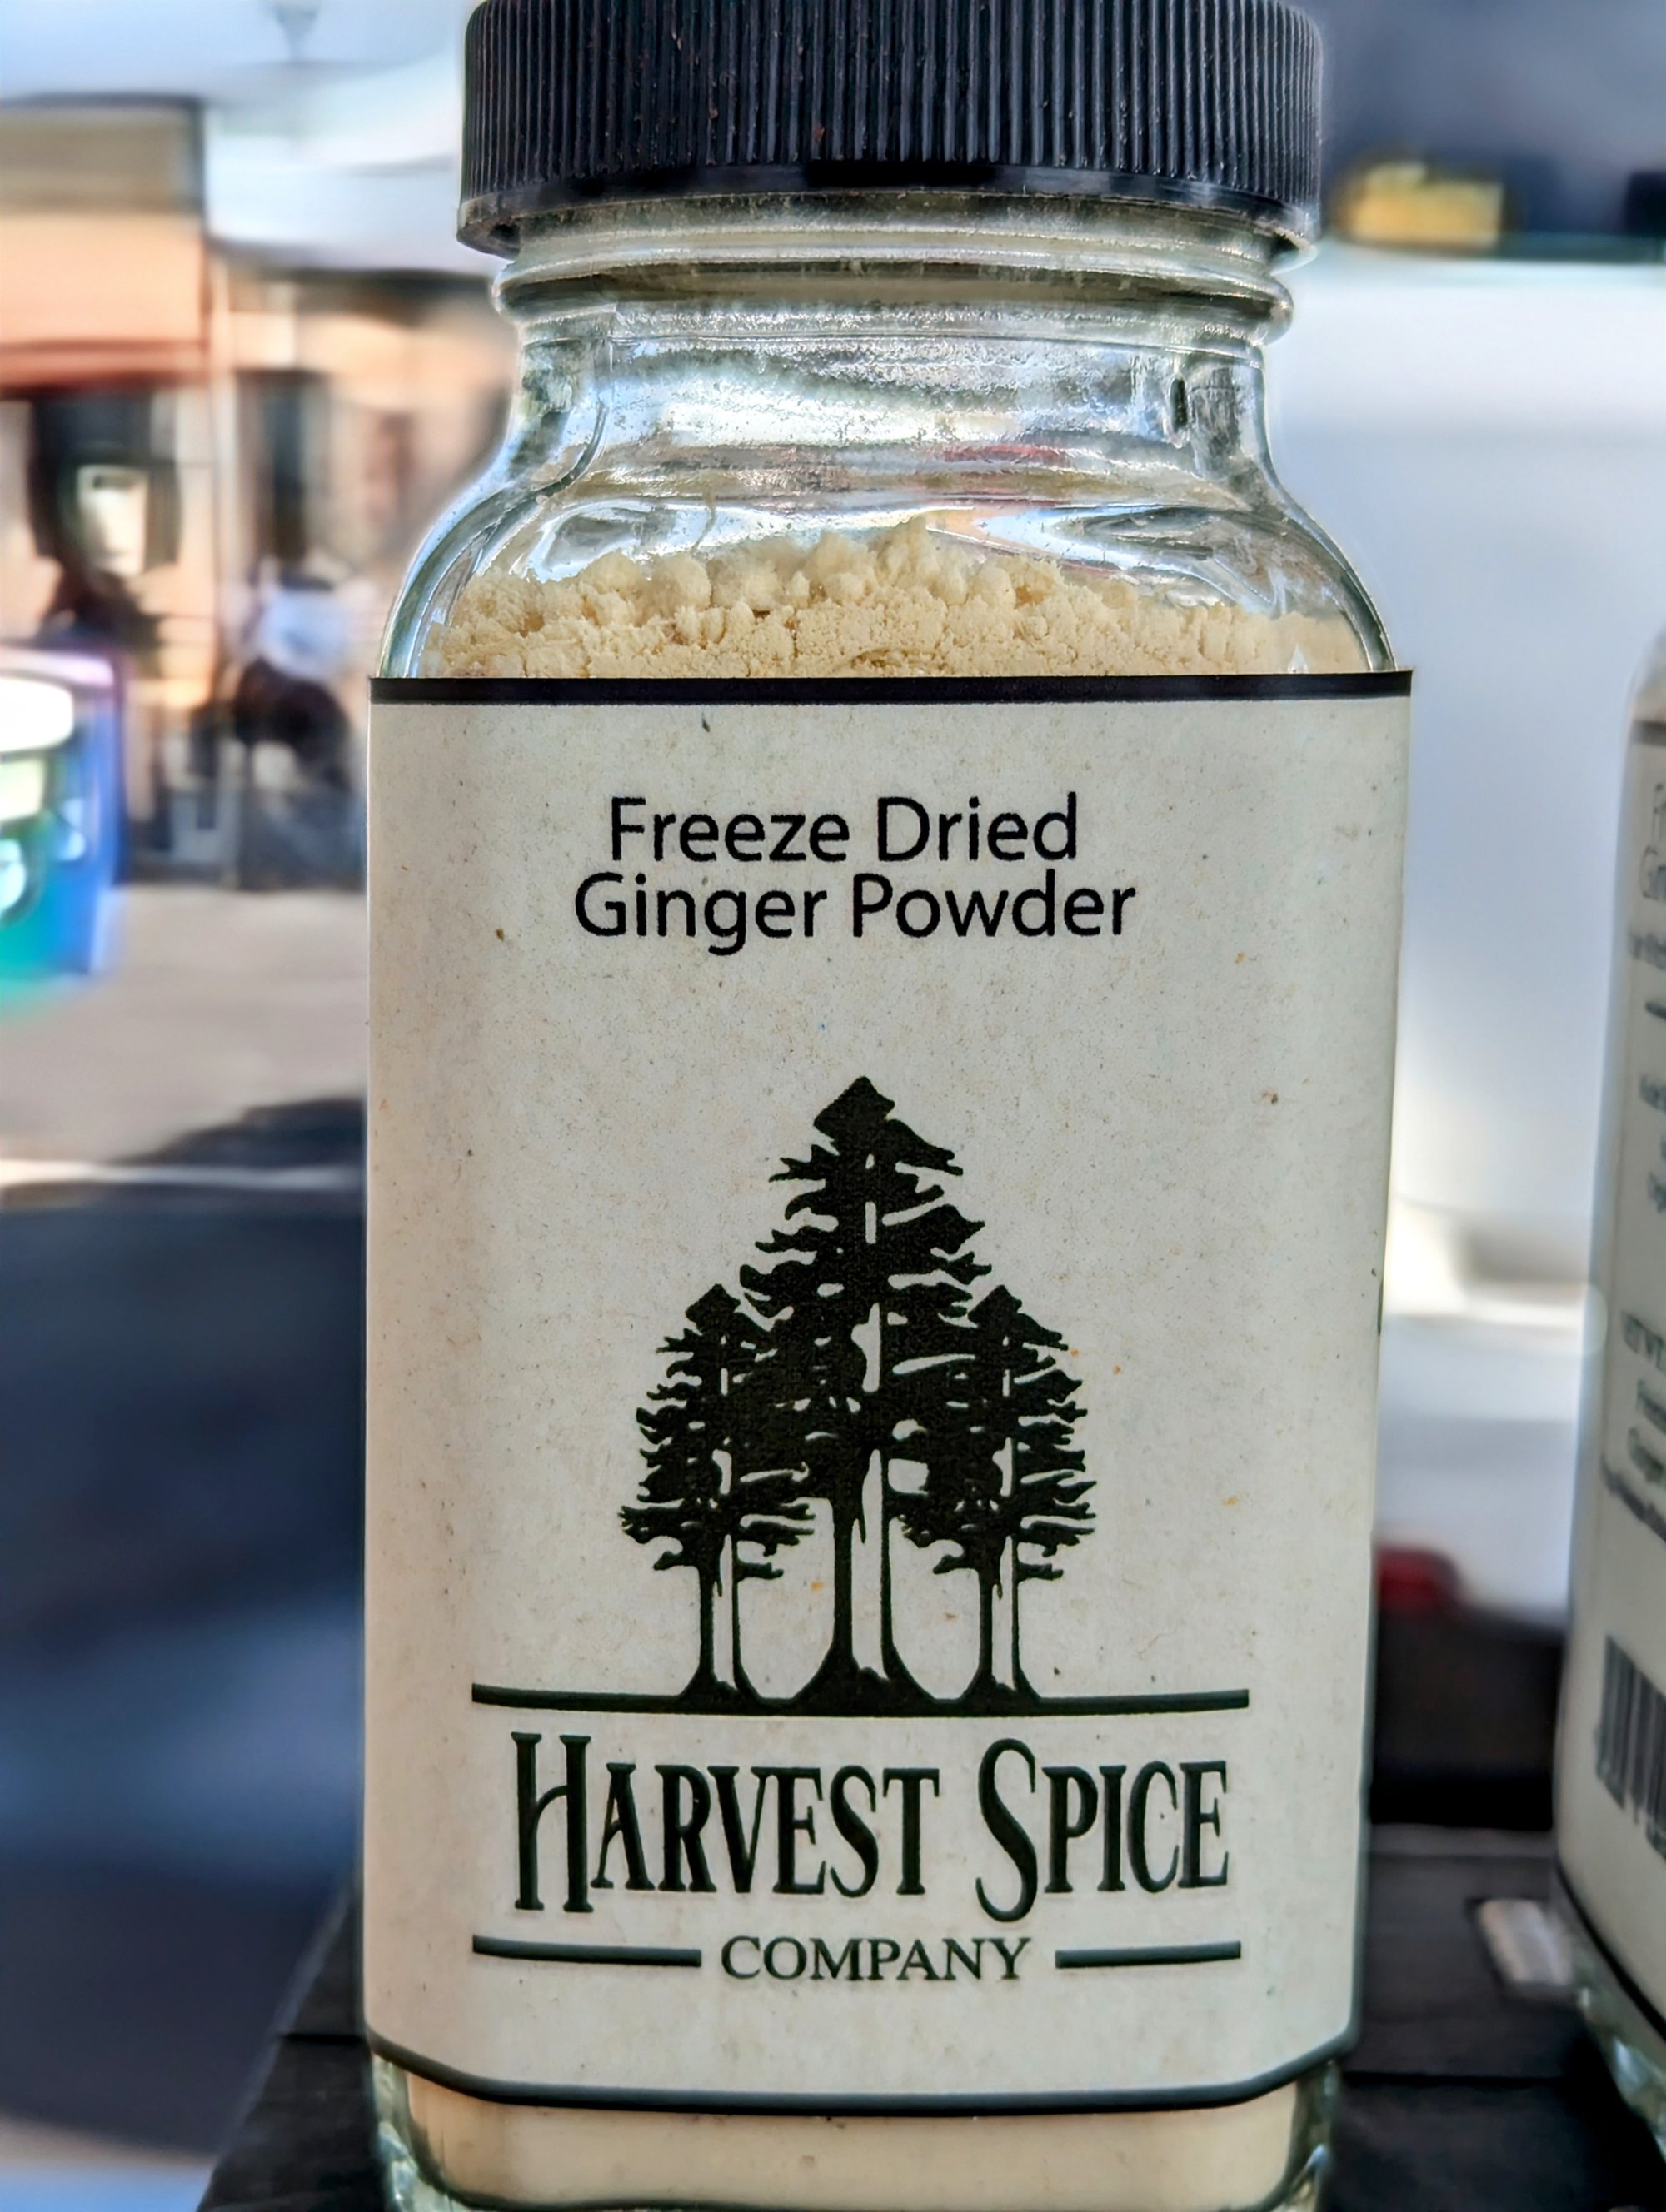 Freeze Dried
Ginger Powder
HARVEST SPICE
COMPANY